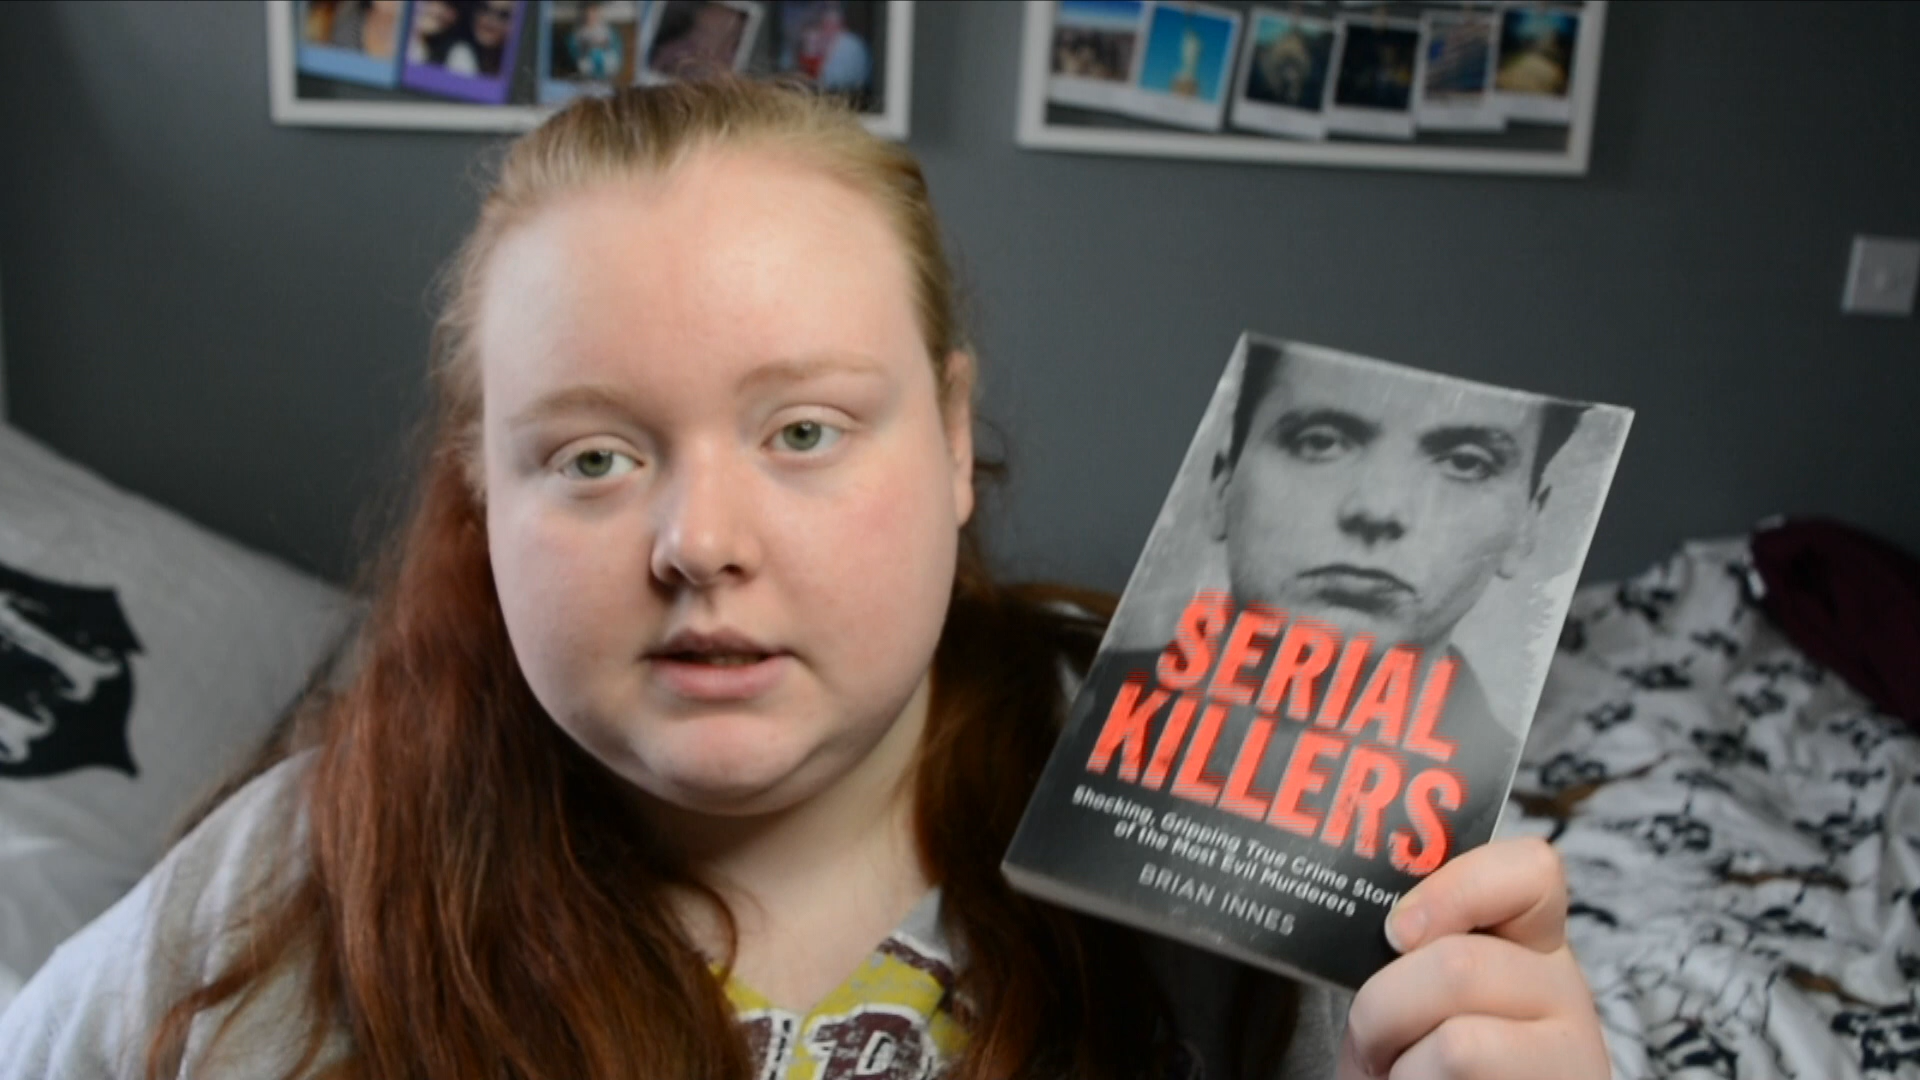 SERIAL
KILLERS
Shocking, Gripping True Crime Stori
of the Most Evil Murderers
BRIAN INNES